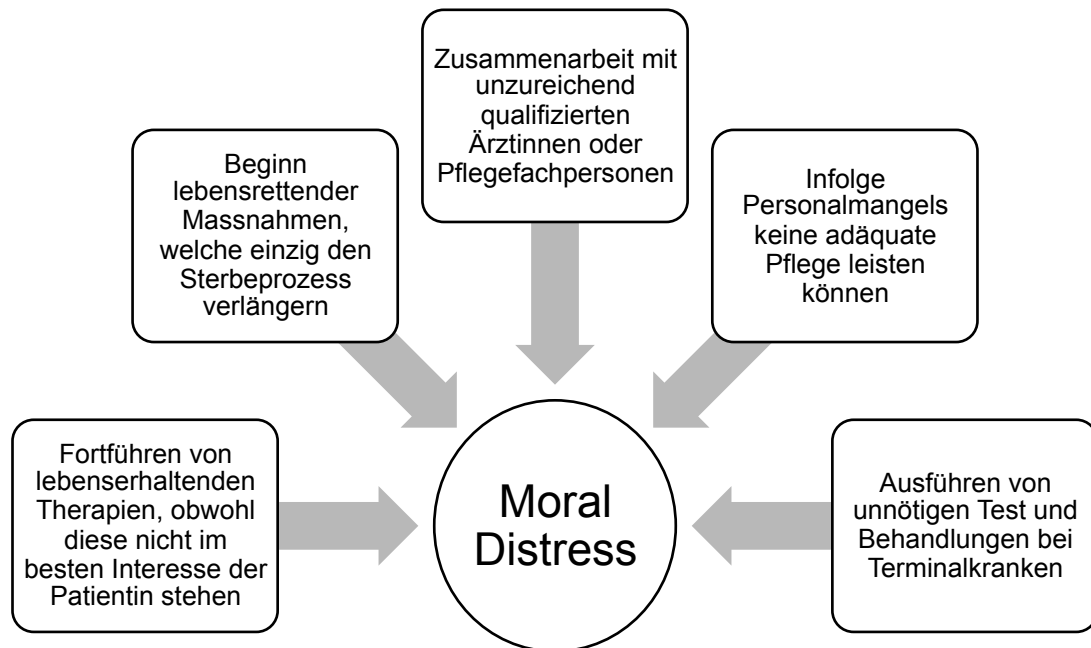 Zusammenarbeit mit
unzureichend
qualifizierten
Ärztinnen oder
Pflegefachpersonen
Beginn
lebensrettender
Massnahmen,
welche einzig den
Sterbeprozess
verlängern
Infolge
Personalmangels
keine adäquate
Pflege leisten
können
Fortführen von
lebenserhaltenden
Therapien, obwohl
diese nicht im
besten Interesse der
Patientin stehen
Moral
Distress
Ausführen von
unnötigen Test und
Behandlungen bei
Terminalkranken